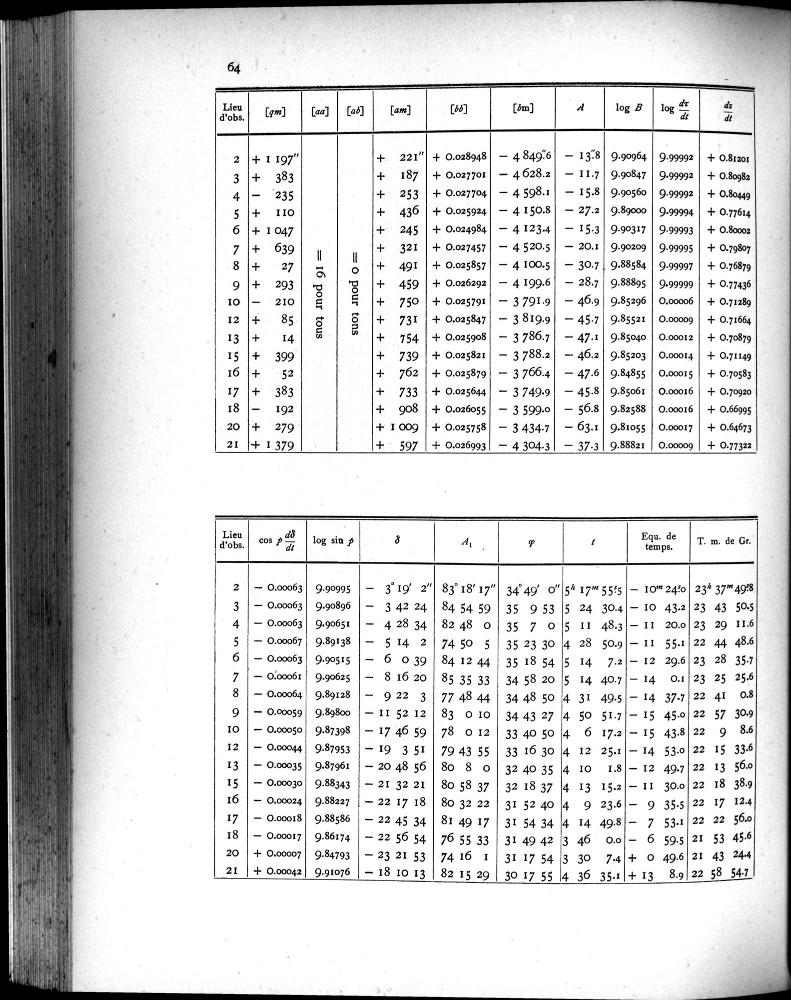 64
Lieu d'obs. [qm] [aa] [ab] [am] [bb] [bm] A log B log dτ/dt dz/dt
= 16 pour tous
= 0 pour tous
2 + 1 197″ + 221″ + 0.028948 − 4 849.″6 − 13.″8 9.90964 9.99992 + 0.81201
3 + 383 + 187 + 0.027701 − 4 628.2 − 11.7 9.90847 9.99992 + 0.80982
4 − 235 + 253 + 0.027704 − 4 598.1 − 15.8 9.90560 9.99992 + 0.80449
5 + 110 + 436 + 0.025924 − 4 150.8 − 27.2 9.89000 9.99994 + 0.77614
6 + 1 047 + 245 + 0.024984 − 4 123.4 − 15.3 9.90317 9.99993 + 0.80002
7 + 639 + 321 + 0.027457 − 4 520.5 − 20.1 9.90209 9.99995 + 0.79807
8 + 27 + 491 + 0.025857 − 4 100.5 − 30.7 9.88584 9.99997 + 0.76879
9 + 293 + 459 + 0.026292 − 4 199.6 − 28.7 9.88895 9.99999 + 0.77436
10 − 210 + 750 + 0.025791 − 3 791.9 − 46.9 9.85296 0.00006 + 0.71289
12 + 85 + 731 + 0.025847 − 3 819.9 − 45.7 9.85521 0.00009 + 0.71664
13 + 14 + 754 + 0.025908 − 3 786.7 − 47.1 9.85040 0.00012 + 0.70879
15 + 399 + 739 + 0.025821 − 3 788.2 − 46.2 9.85203 0.00014 + 0.71149
16 + 52 + 762 + 0.025879 − 3 766.4 − 47.6 9.84855 0.00015 + 0.70583
17 + 383 + 733 + 0.025644 − 3 749.9 − 45.8 9.85061 0.00016 + 0.70920
18 − 192 + 908 + 0.026055 − 3 599.0 − 56.8 9.82588 0.00016 + 0.66995
20 + 279 + 1 009 + 0.025758 − 3 434.7 − 63.1 9.81055 0.00017 + 0.64673
21 + 1 379 + 597 + 0.026993 − 4 304.3 − 37.3 9.88821 0.00009 + 0.77322
Lieu d'obs. cos p dδ/dt log sin p δ A₁ φ t Equ. de temps. T. m. de Gr.
2 − 0.00063 9.90995 − 3° 19′ 2″ 83° 18′ 17″ 34° 49′ 0″ 5ʰ 17ᵐ 55ˢ.5 − 10ᵐ 24ˢ.0 23ʰ 37ᵐ 49ˢ.8
3 − 0.00063 9.90896 − 3 42 24 84 54 59 35 9 53 5 24 30.4 − 10 43.2 23 43 50.5
4 − 0.00063 9.90651 − 4 28 34 82 48 0 35 7 0 5 11 48.3 − 11 20.0 23 29 11.6
5 − 0.00067 9.89138 − 5 14 2 74 50 5 35 23 30 4 28 50.9 − 11 55.1 22 44 48.6
6 − 0.00063 9.90515 − 6 0 39 84 12 44 35 18 54 5 14 7.2 − 12 29.6 23 28 35.7
7 − 0.00061 9.90625 − 8 16 20 85 35 33 34 58 20 5 14 40.7 − 14 0.1 23 25 25.6
8 − 0.00064 9.89128 − 9 22 3 77 48 44 34 48 50 4 31 49.5 − 14 37.7 22 41 0.8
9 − 0.00059 9.89800 − 11 52 12 83 0 10 34 43 27 4 50 51.7 − 15 45.0 22 57 30.9
10 − 0.00050 9.87398 − 17 46 59 78 0 12 33 40 50 4 6 17.2 − 15 43.8 22 9 8.6
12 − 0.00044 9.87953 − 19 3 51 79 43 55 33 16 30 4 12 25.1 − 14 53.0 22 15 33.6
13 − 0.00035 9.87961 − 20 48 56 80 8 0 32 40 35 4 10 1.8 − 12 49.7 22 13 56.0
15 − 0.00030 9.88343 − 21 32 21 80 58 37 32 18 37 4 13 15.2 − 11 30.0 22 18 38.9
16 − 0.00024 9.88227 − 22 17 18 80 32 22 31 52 40 4 9 23.6 − 9 35.5 22 17 12.4
17 − 0.00018 9.88586 − 22 45 34 81 49 17 31 54 34 4 14 49.8 − 7 53.1 22 22 56.0
18 − 0.00017 9.86174 − 22 56 54 76 55 33 31 49 42 3 46 0.0 − 6 59.5 21 53 45.6
20 + 0.00007 9.84793 − 23 21 53 74 16 1 31 17 54 3 30 7.4 + 0 49.6 21 43 24.4
21 + 0.00042 9.91076 − 18 10 13 82 15 29 30 17 55 4 36 35.1 + 13 8.9 22 58 54.7